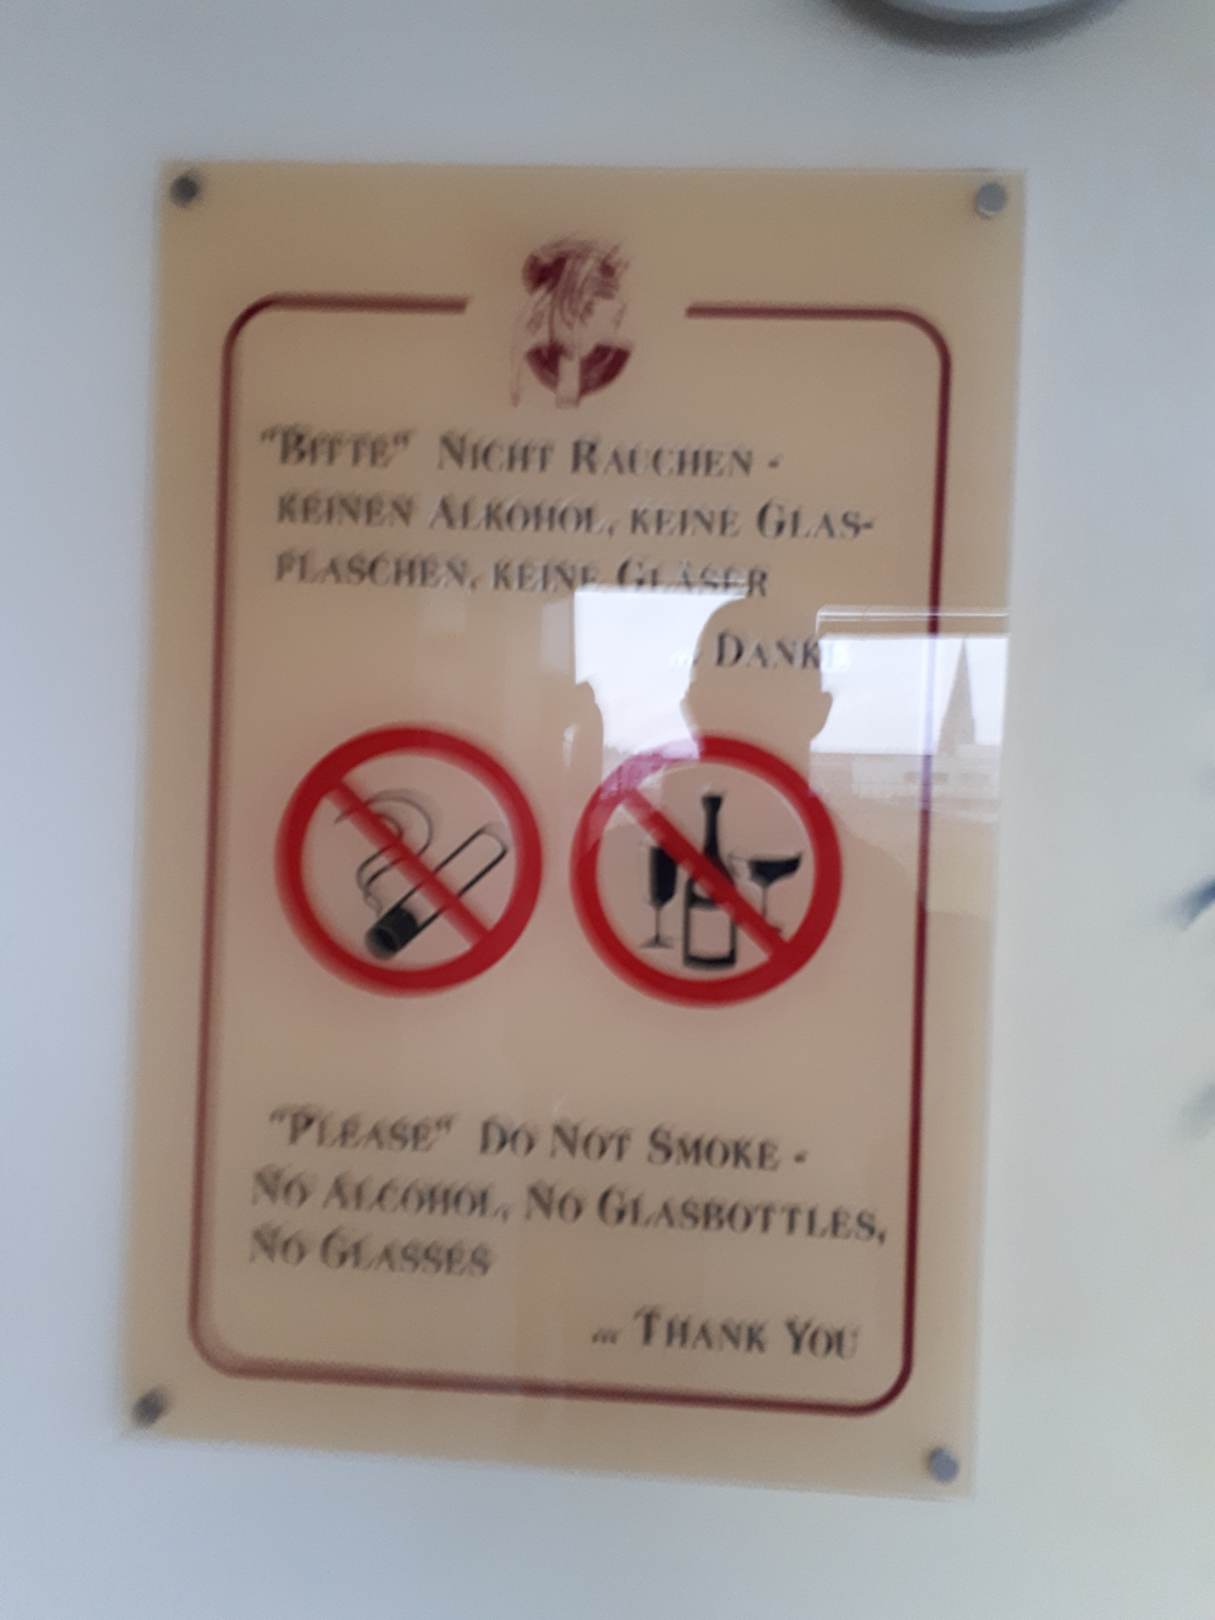 "BITTE" NICHT RAUCHEN -
KEINEN ALKOHOL, KEINE GLAS-
FLASCHEN, KEINE GLÄSER
... DANKE
"PLEASE" DO NOT SMOKE -
NO ALCOHOL, NO GLASBOTTLES,
NO GLASSES
... THANK YOU